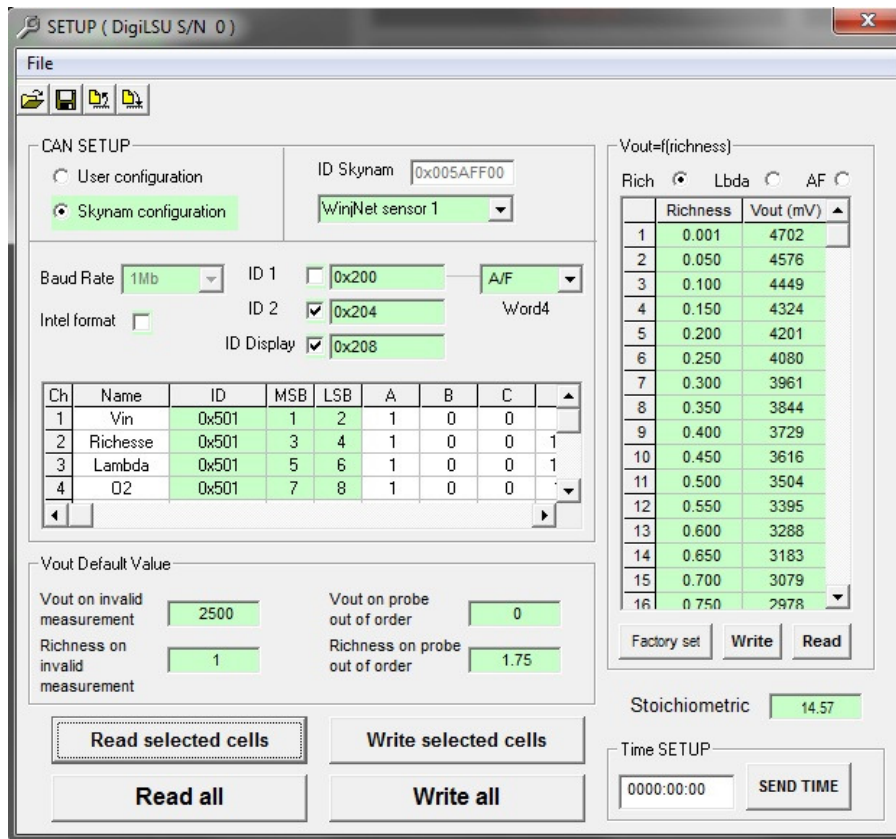 SETUP ( DigiLSU S/N 0 )
File
CAN SETUP
User configuration
Skynam configuration
ID Skynam 0x005AFF00
WinjNet sensor 1
Baud Rate 1Mb
Intel format
ID 1 0x200 A/F
ID 2 0x204 Word4
ID Display 0x208
Ch Name ID MSB LSB A B C
1 Vin 0x501 1 2 1 0 0
2 Richesse 0x501 3 4 1 0 0 1
3 Lambda 0x501 5 6 1 0 0 1
4 O2 0x501 7 8 1 0 0
Vout Default Value
Vout on invalid
measurement 2500
Vout on probe
out of order 0
Richness on
invalid
measurement 1
Richness on probe
out of order 1.75
Read selected cells Write selected cells
Read all Write all
Vout=f(richness)
Rich Lbda AF
Richness Vout (mV)
1 0.001 4702
2 0.050 4576
3 0.100 4449
4 0.150 4324
5 0.200 4201
6 0.250 4080
7 0.300 3961
8 0.350 3844
9 0.400 3729
10 0.450 3616
11 0.500 3504
12 0.550 3395
13 0.600 3288
14 0.650 3183
15 0.700 3079
16 0.750 2978
Factory set Write Read
Stoichiometric 14.57
Time SETUP
0000:00:00 SEND TIME